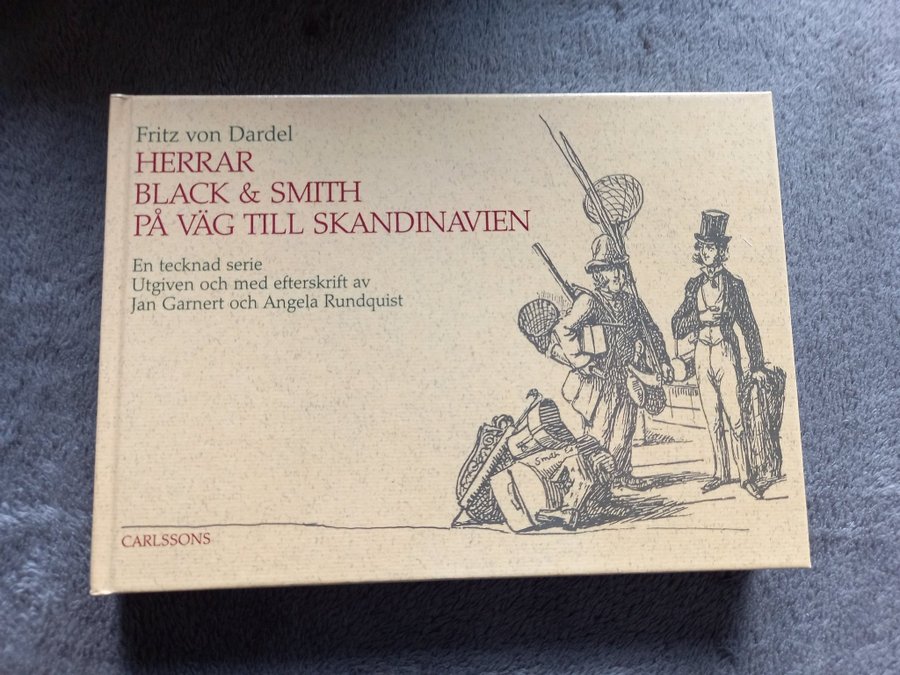 Fritz von Dardel
HERRAR
BLACK & SMITH
PÅ VÄG TILL SKANDINAVIEN
En tecknad serie
Utgiven och med efterskrift av
Jan Garnert och Angela Rundquist
Smith
CARLSSONS